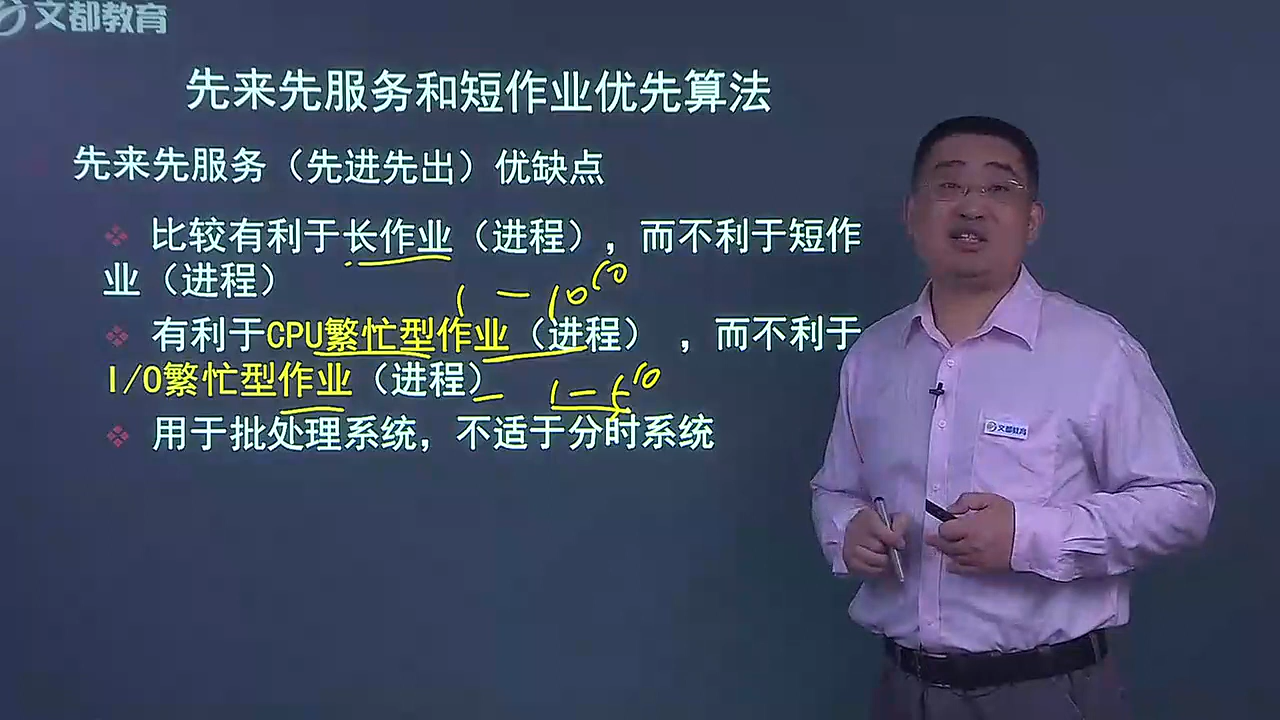 文都教育
先来先服务和短作业优先算法
先来先服务（先进先出）优缺点
比较有利于长作业（进程），而不利于短作
业（进程）
1 — 10 10
有利于CPU繁忙型作业（进程），而不利于
I/O繁忙型作业（进程）
用于批处理系统，不适于分时系统
文都教育